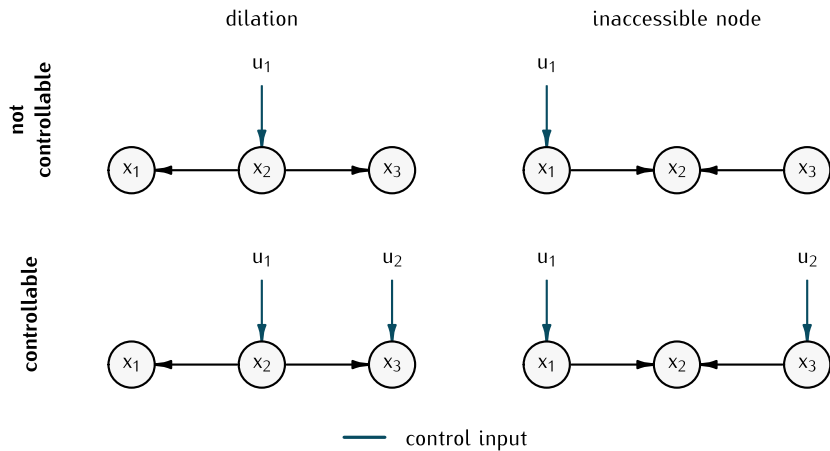 dilation
inaccessible node
not
controllable
u₁
u₁
x₁
x₂
x₃
x₁
x₂
x₃
controllable
u₁
u₂
u₁
u₂
x₁
x₂
x₃
x₁
x₂
x₃
control input